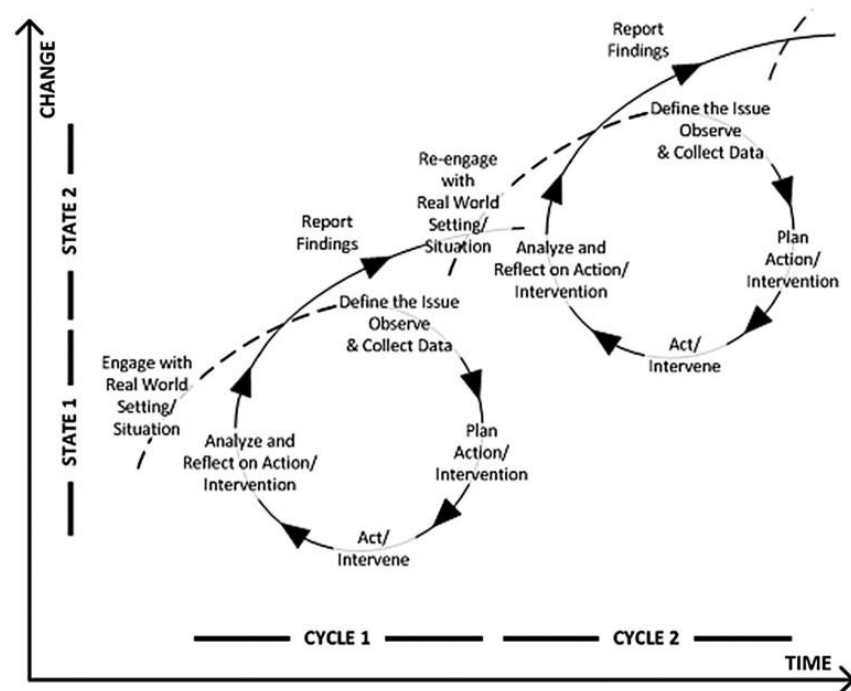 CHANGE
STATE 2
STATE 1
Report
Findings
Define the Issue
Observe
& Collect Data
Plan
Action/
Intervention
Act/
Intervene
Analyze and
Reflect on Action/
Intervention
Re-engage
with
Real World
Setting/
Situation
Report
Findings
Define the Issue
Observe
& Collect Data
Plan
Action/
Intervention
Act/
Intervene
Analyze and
Reflect on Action/
Intervention
Engage with
Real World
Setting/
Situation
CYCLE 1
CYCLE 2
TIME